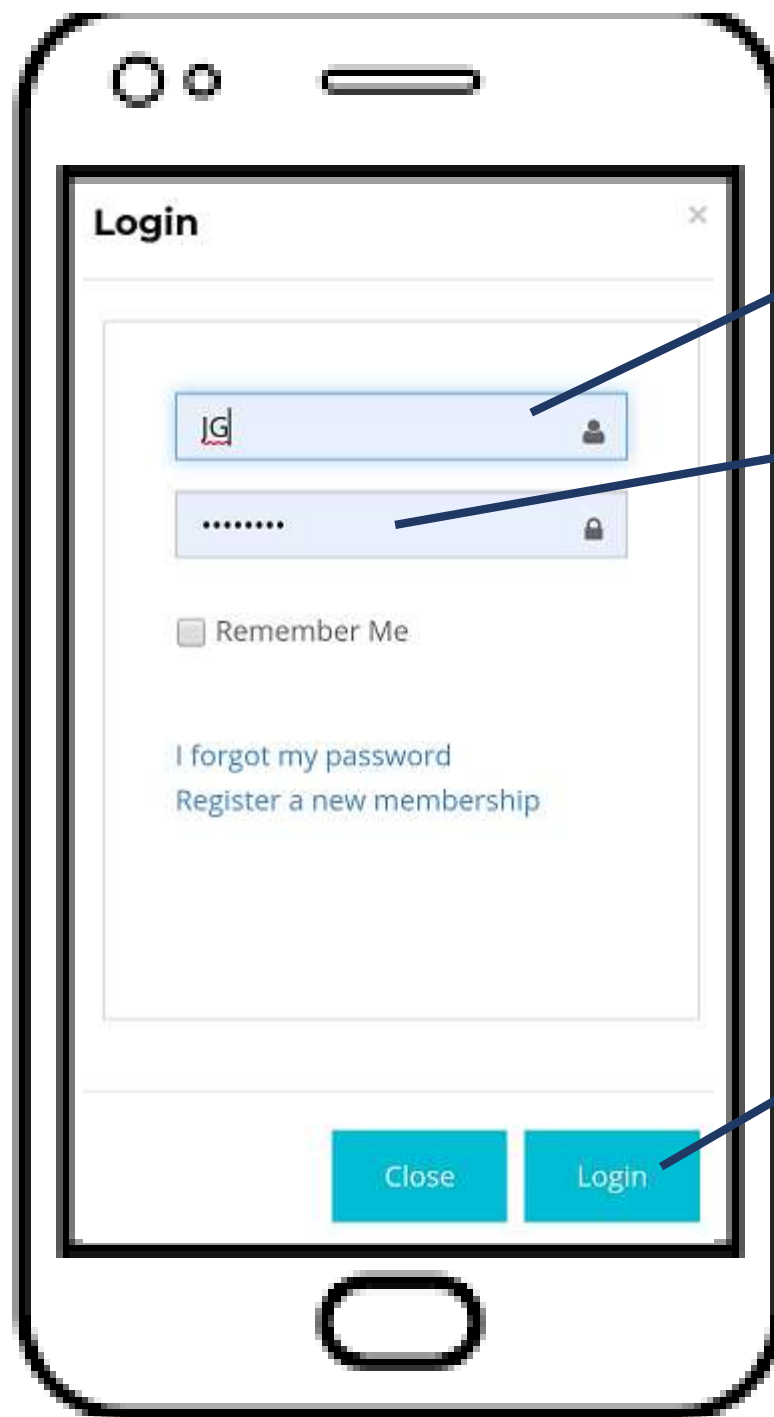 Login
×
JG
••••••••
Remember Me
I forgot my password
Register a new membership
Close
Login